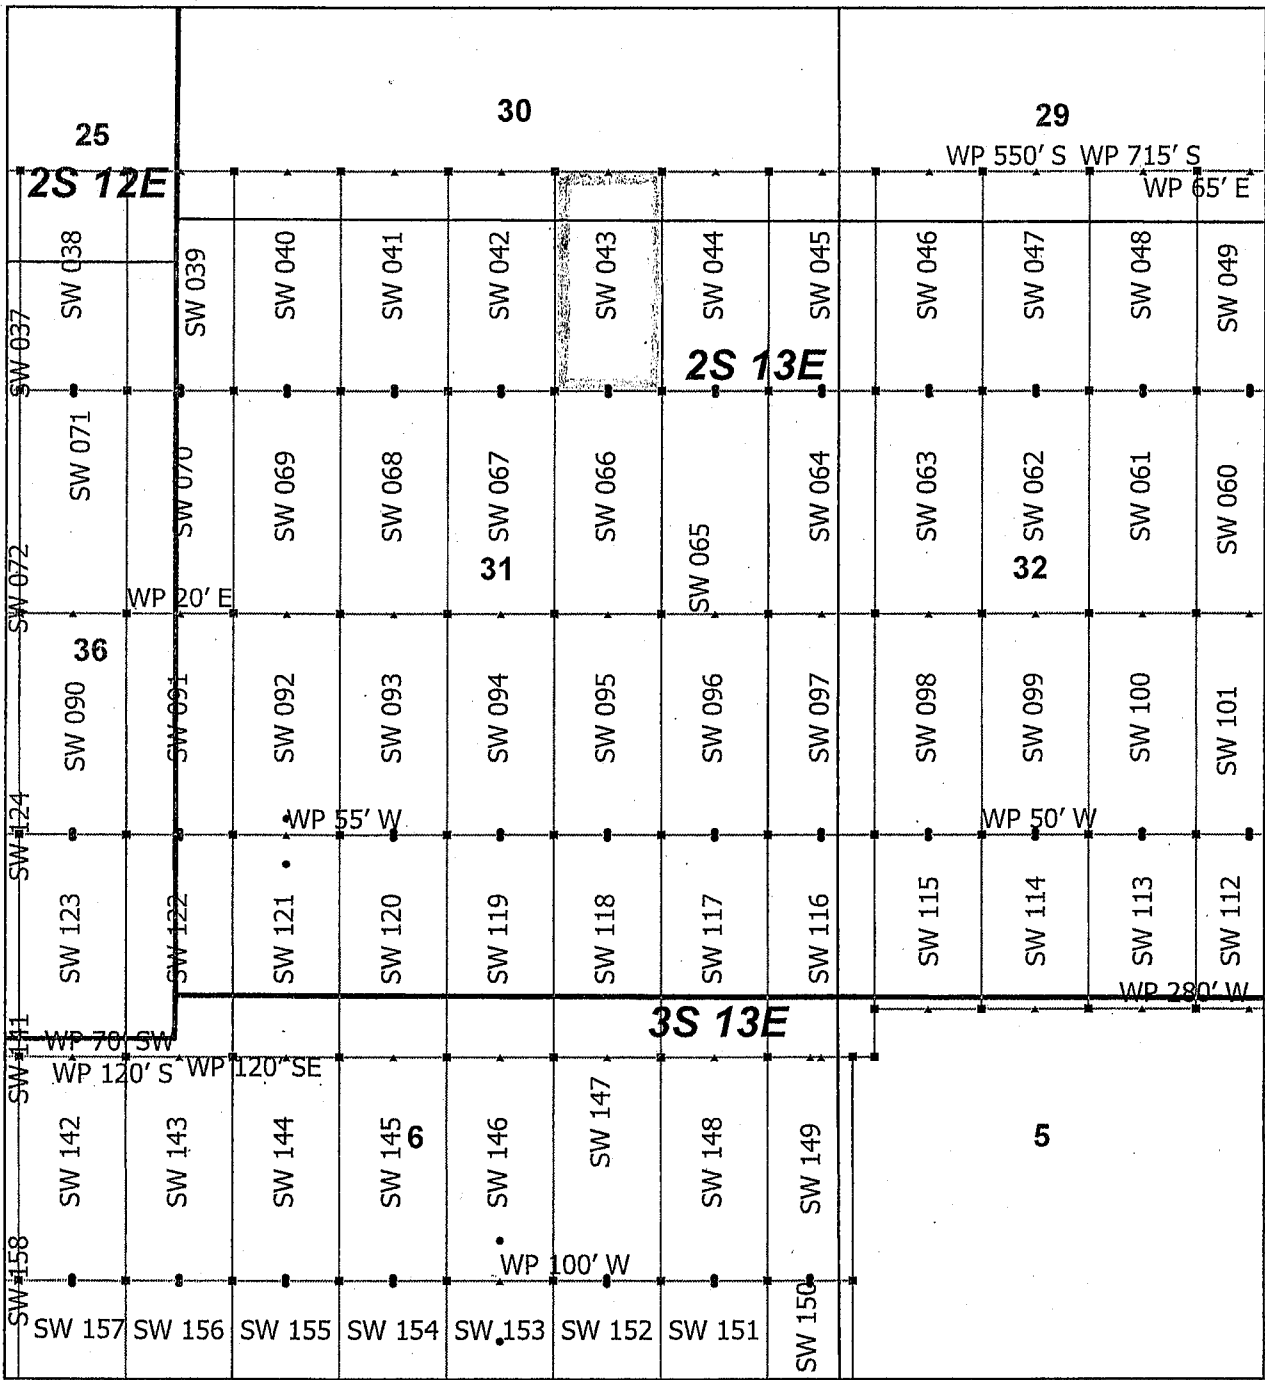 30
29
25
WP 550' S WP 715' S
2S 12E
WP 65' E
SW 037
SW 038
SW 039
SW 040
SW 041
SW 042
SW 043
SW 044
SW 045
SW 046
SW 047
SW 048
SW 049
2S 13E
SW 072
SW 071
SW 070
SW 069
SW 068
SW 067
SW 066
SW 065
SW 064
SW 063
SW 062
SW 061
SW 060
31
32
WP 20' E
36
SW 124
SW 090
SW 091
SW 092
SW 093
SW 094
SW 095
SW 096
SW 097
SW 098
SW 099
SW 100
SW 101
WP 55' W
WP 50' W
SW 123
SW 122
SW 121
SW 120
SW 119
SW 118
SW 117
SW 116
SW 115
SW 114
SW 113
SW 112
WP 280' W
3S 13E
SW 141
WP 70' SW
WP 120' S
WP 120' SE
SW 142
SW 143
SW 144
SW 145
6
SW 146
SW 147
SW 148
SW 149
5
SW 158
WP 100' W
SW 157
SW 156
SW 155
SW 154
SW 153
SW 152
SW 151
SW 150